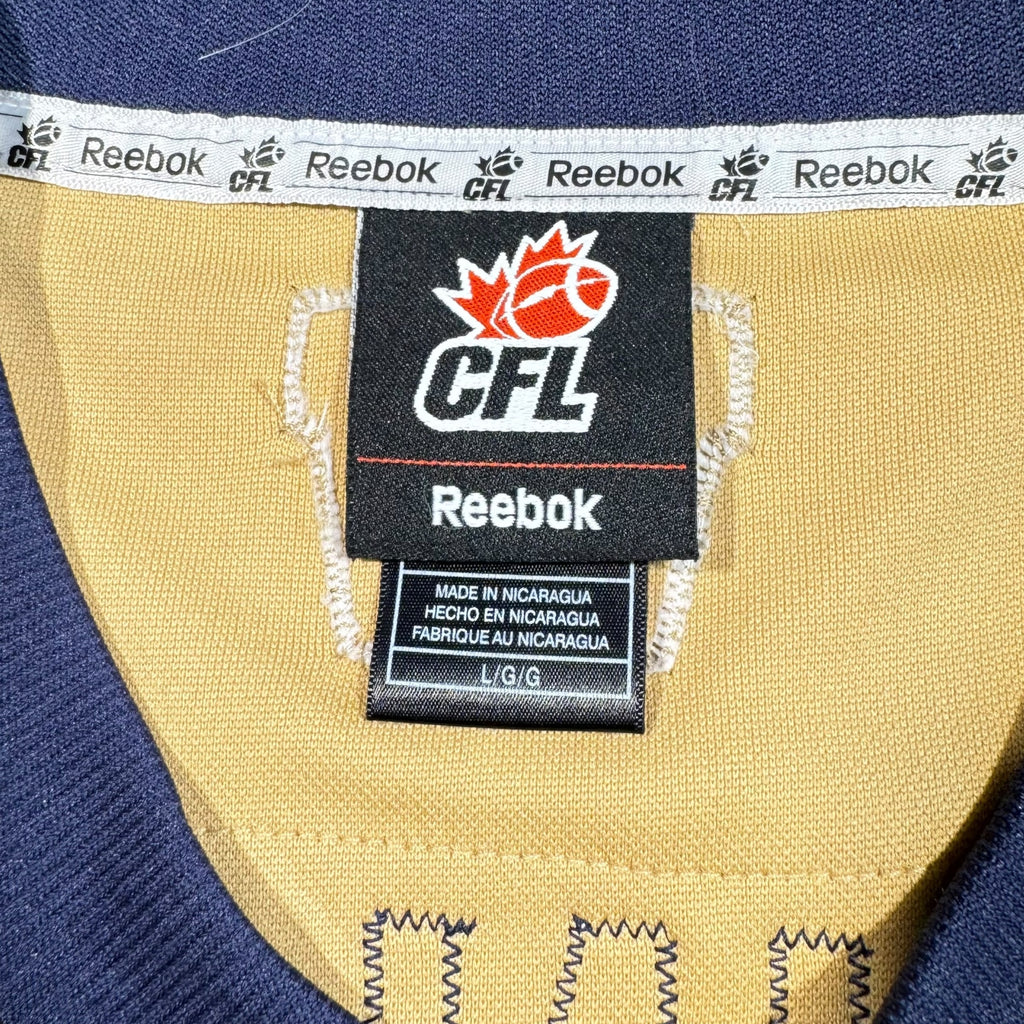 CFL Reebok CFL Reebok CFL Reebok CFL Reebok CFL
CFL
Reebok
MADE IN NICARAGUA
HECHO EN NICARAGUA
FABRIQUE AU NICARAGUA
L/G/G